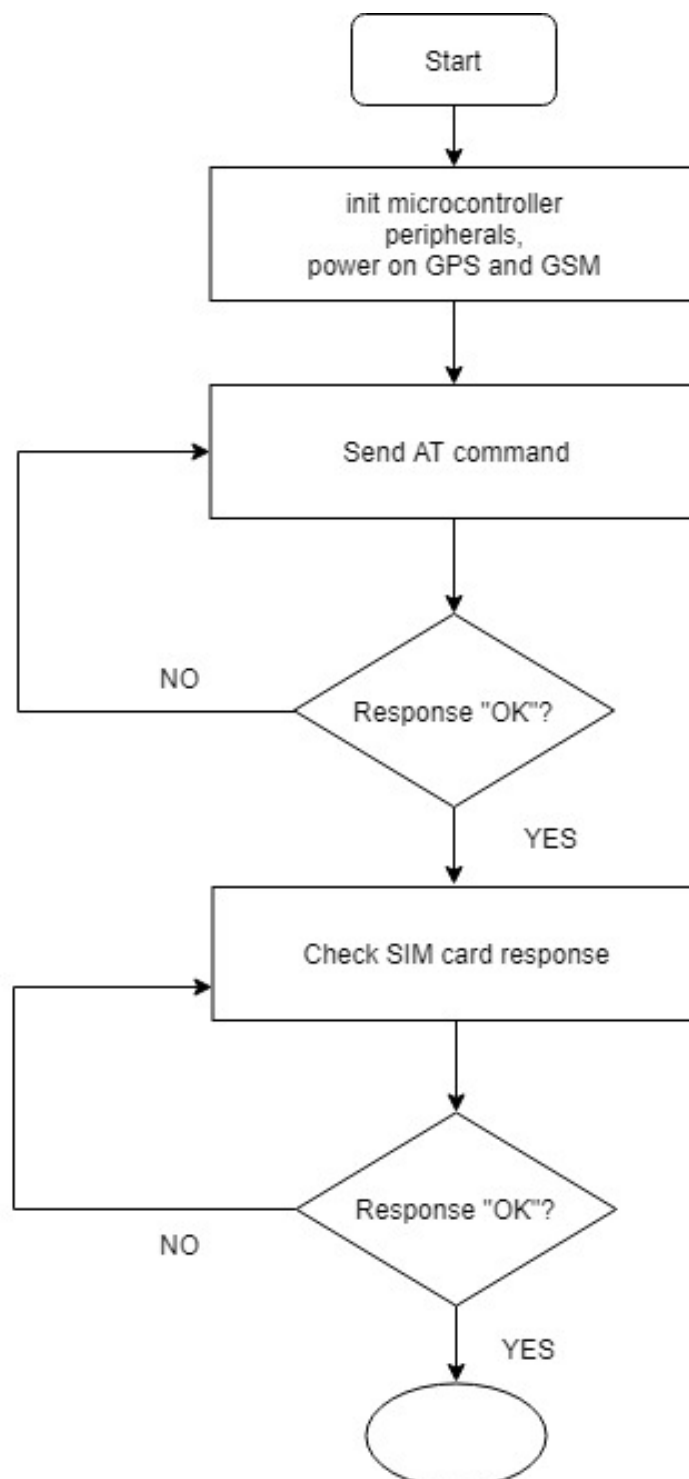 Start
init microcontroller
peripherals,
power on GPS and GSM
Send AT command
NO
Response "OK"?
YES
Check SIM card response
Response "OK"?
NO
YES